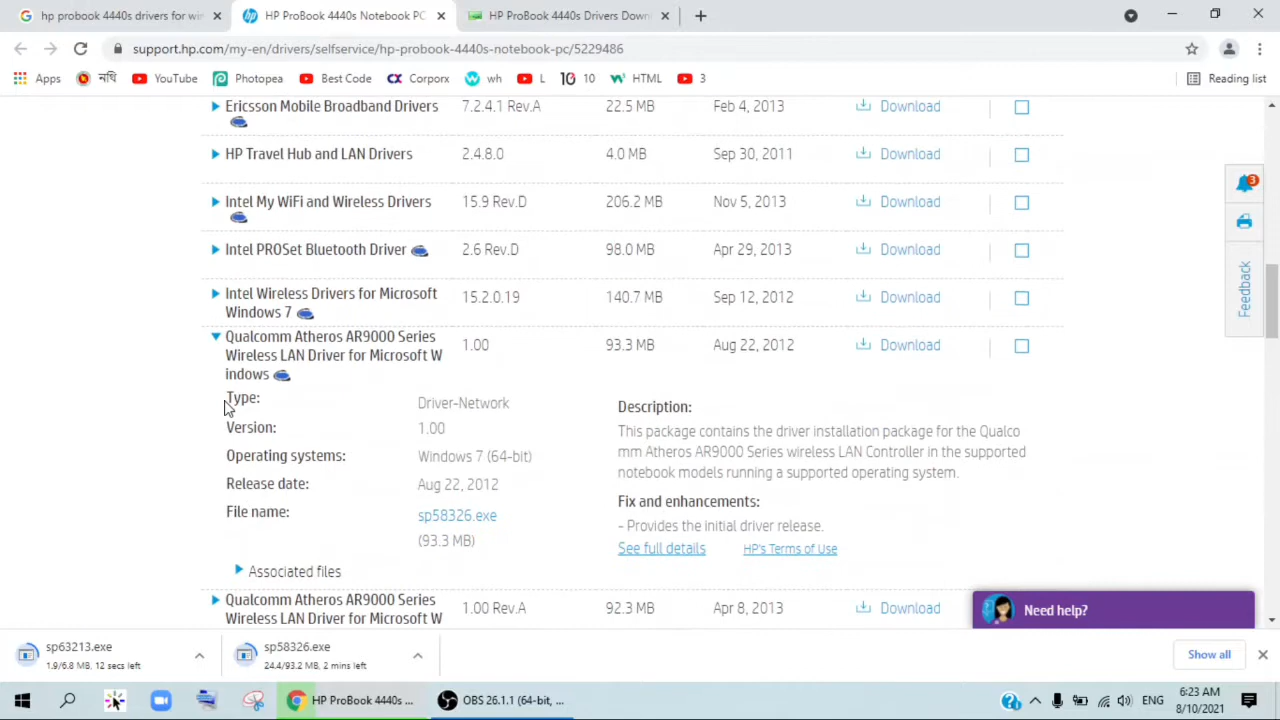 hp probook 4440s drivers for win
HP ProBook 4440s Notebook PC
HP ProBook 4440s Drivers Down
support.hp.com/my-en/drivers/selfservice/hp-probook-4440s-notebook-pc/5229486
Apps
নথি
YouTube
Photopea
Best Code
CX Corporx
wh
L
10 10
HTML
3
Reading list
Ericsson Mobile Broadband Drivers 7.2.4.1 Rev.A 22.5 MB Feb 4, 2013 Download
HP Travel Hub and LAN Drivers 2.4.8.0 4.0 MB Sep 30, 2011 Download
Intel My WiFi and Wireless Drivers 15.9 Rev.D 206.2 MB Nov 5, 2013 Download
Intel PROSet Bluetooth Driver 2.6 Rev.D 98.0 MB Apr 29, 2013 Download
Intel Wireless Drivers for Microsoft
Windows 7
15.2.0.19 140.7 MB Sep 12, 2012 Download
Qualcomm Atheros AR9000 Series
Wireless LAN Driver for Microsoft W
indows
1.00 93.3 MB Aug 22, 2012 Download
Type: Driver-Network
Version: 1.00
Operating systems: Windows 7 (64-bit)
Release date: Aug 22, 2012
File name: sp58326.exe
(93.3 MB)
Description:
This package contains the driver installation package for the Qualco
mm Atheros AR9000 Series wireless LAN Controller in the supported
notebook models running a supported operating system.
Fix and enhancements:
- Provides the initial driver release.
See full details HP's Terms of Use
Associated files
Qualcomm Atheros AR9000 Series
Wireless LAN Driver for Microsoft W
1.00 Rev.A 92.3 MB Apr 8, 2013 Download
3
Feedback
Need help?
sp63213.exe
1.9/6.8 MB, 12 secs left
sp58326.exe
24.4/93.2 MB, 2 mins left
Show all
HP ProBook 4440s ...
OBS 26.1.1 (64-bit, ...
ENG
6:23 AM
8/10/2021